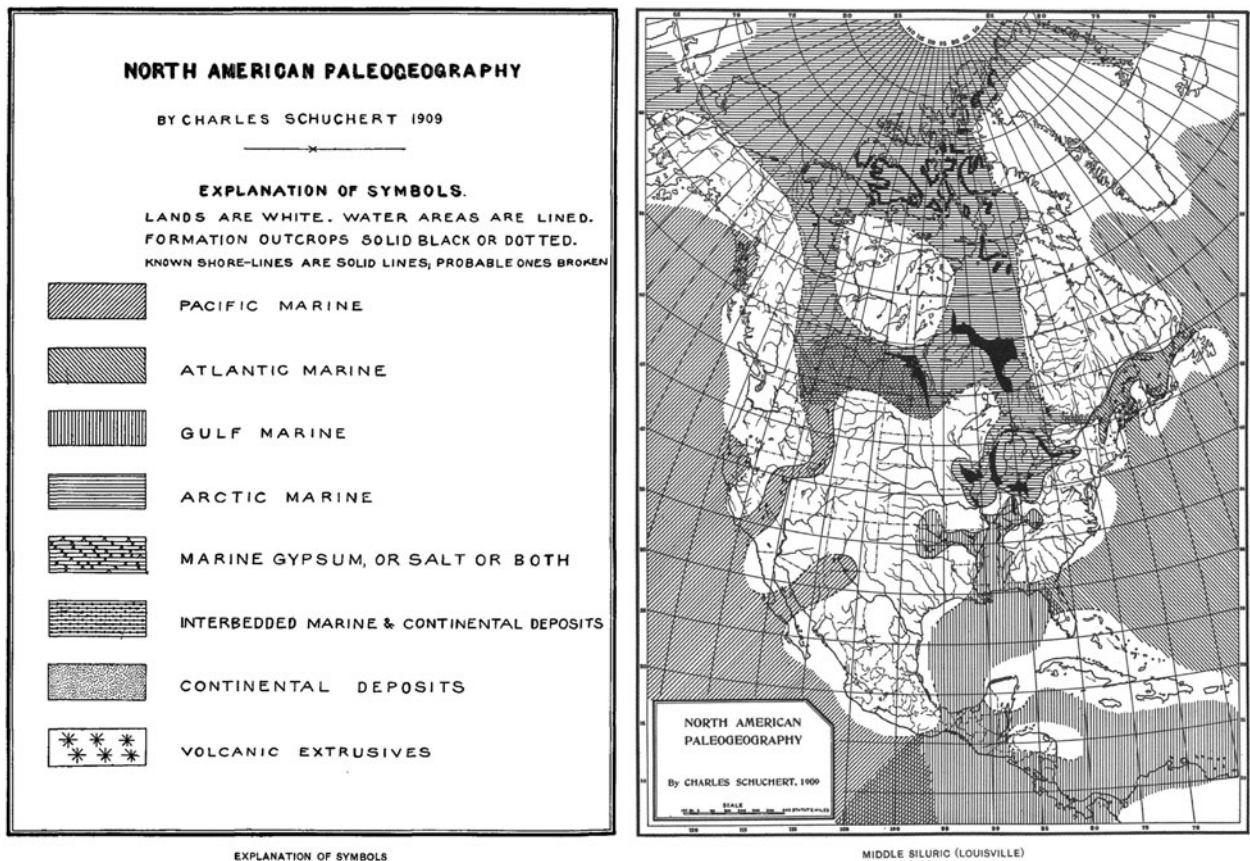 NORTH AMERICAN PALEOGEOGRAPHY
BY CHARLES SCHUCHERT 1909
EXPLANATION OF SYMBOLS.
LANDS ARE WHITE. WATER AREAS ARE LINED.
FORMATION OUTCROPS SOLID BLACK OR DOTTED.
KNOWN SHORE-LINES ARE SOLID LINES; PROBABLE ONES BROKEN
PACIFIC MARINE
ATLANTIC MARINE
GULF MARINE
ARCTIC MARINE
MARINE GYPSUM, OR SALT OR BOTH
INTERBEDDED MARINE & CONTINENTAL DEPOSITS
CONTINENTAL DEPOSITS
VOLCANIC EXTRUSIVES
EXPLANATION OF SYMBOLS
NORTH AMERICAN
PALEOGEOGRAPHY
By CHARLES SCHUCHERT, 1909
SCALE
STATUTE MILES
MIDDLE SILURIC (LOUISVILLE)